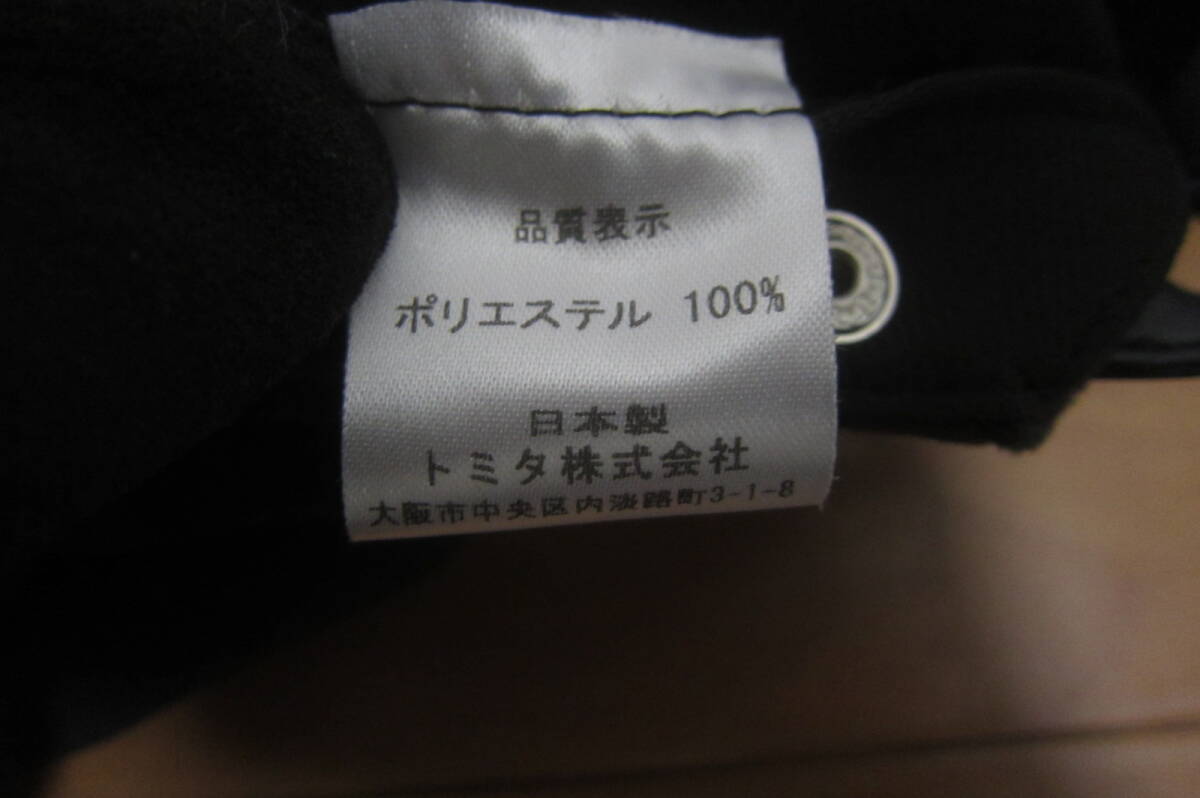 品質表示
ポリエステル 100%
日本製
トミタ株式会社
大阪市中央区内淡路町3-1-8